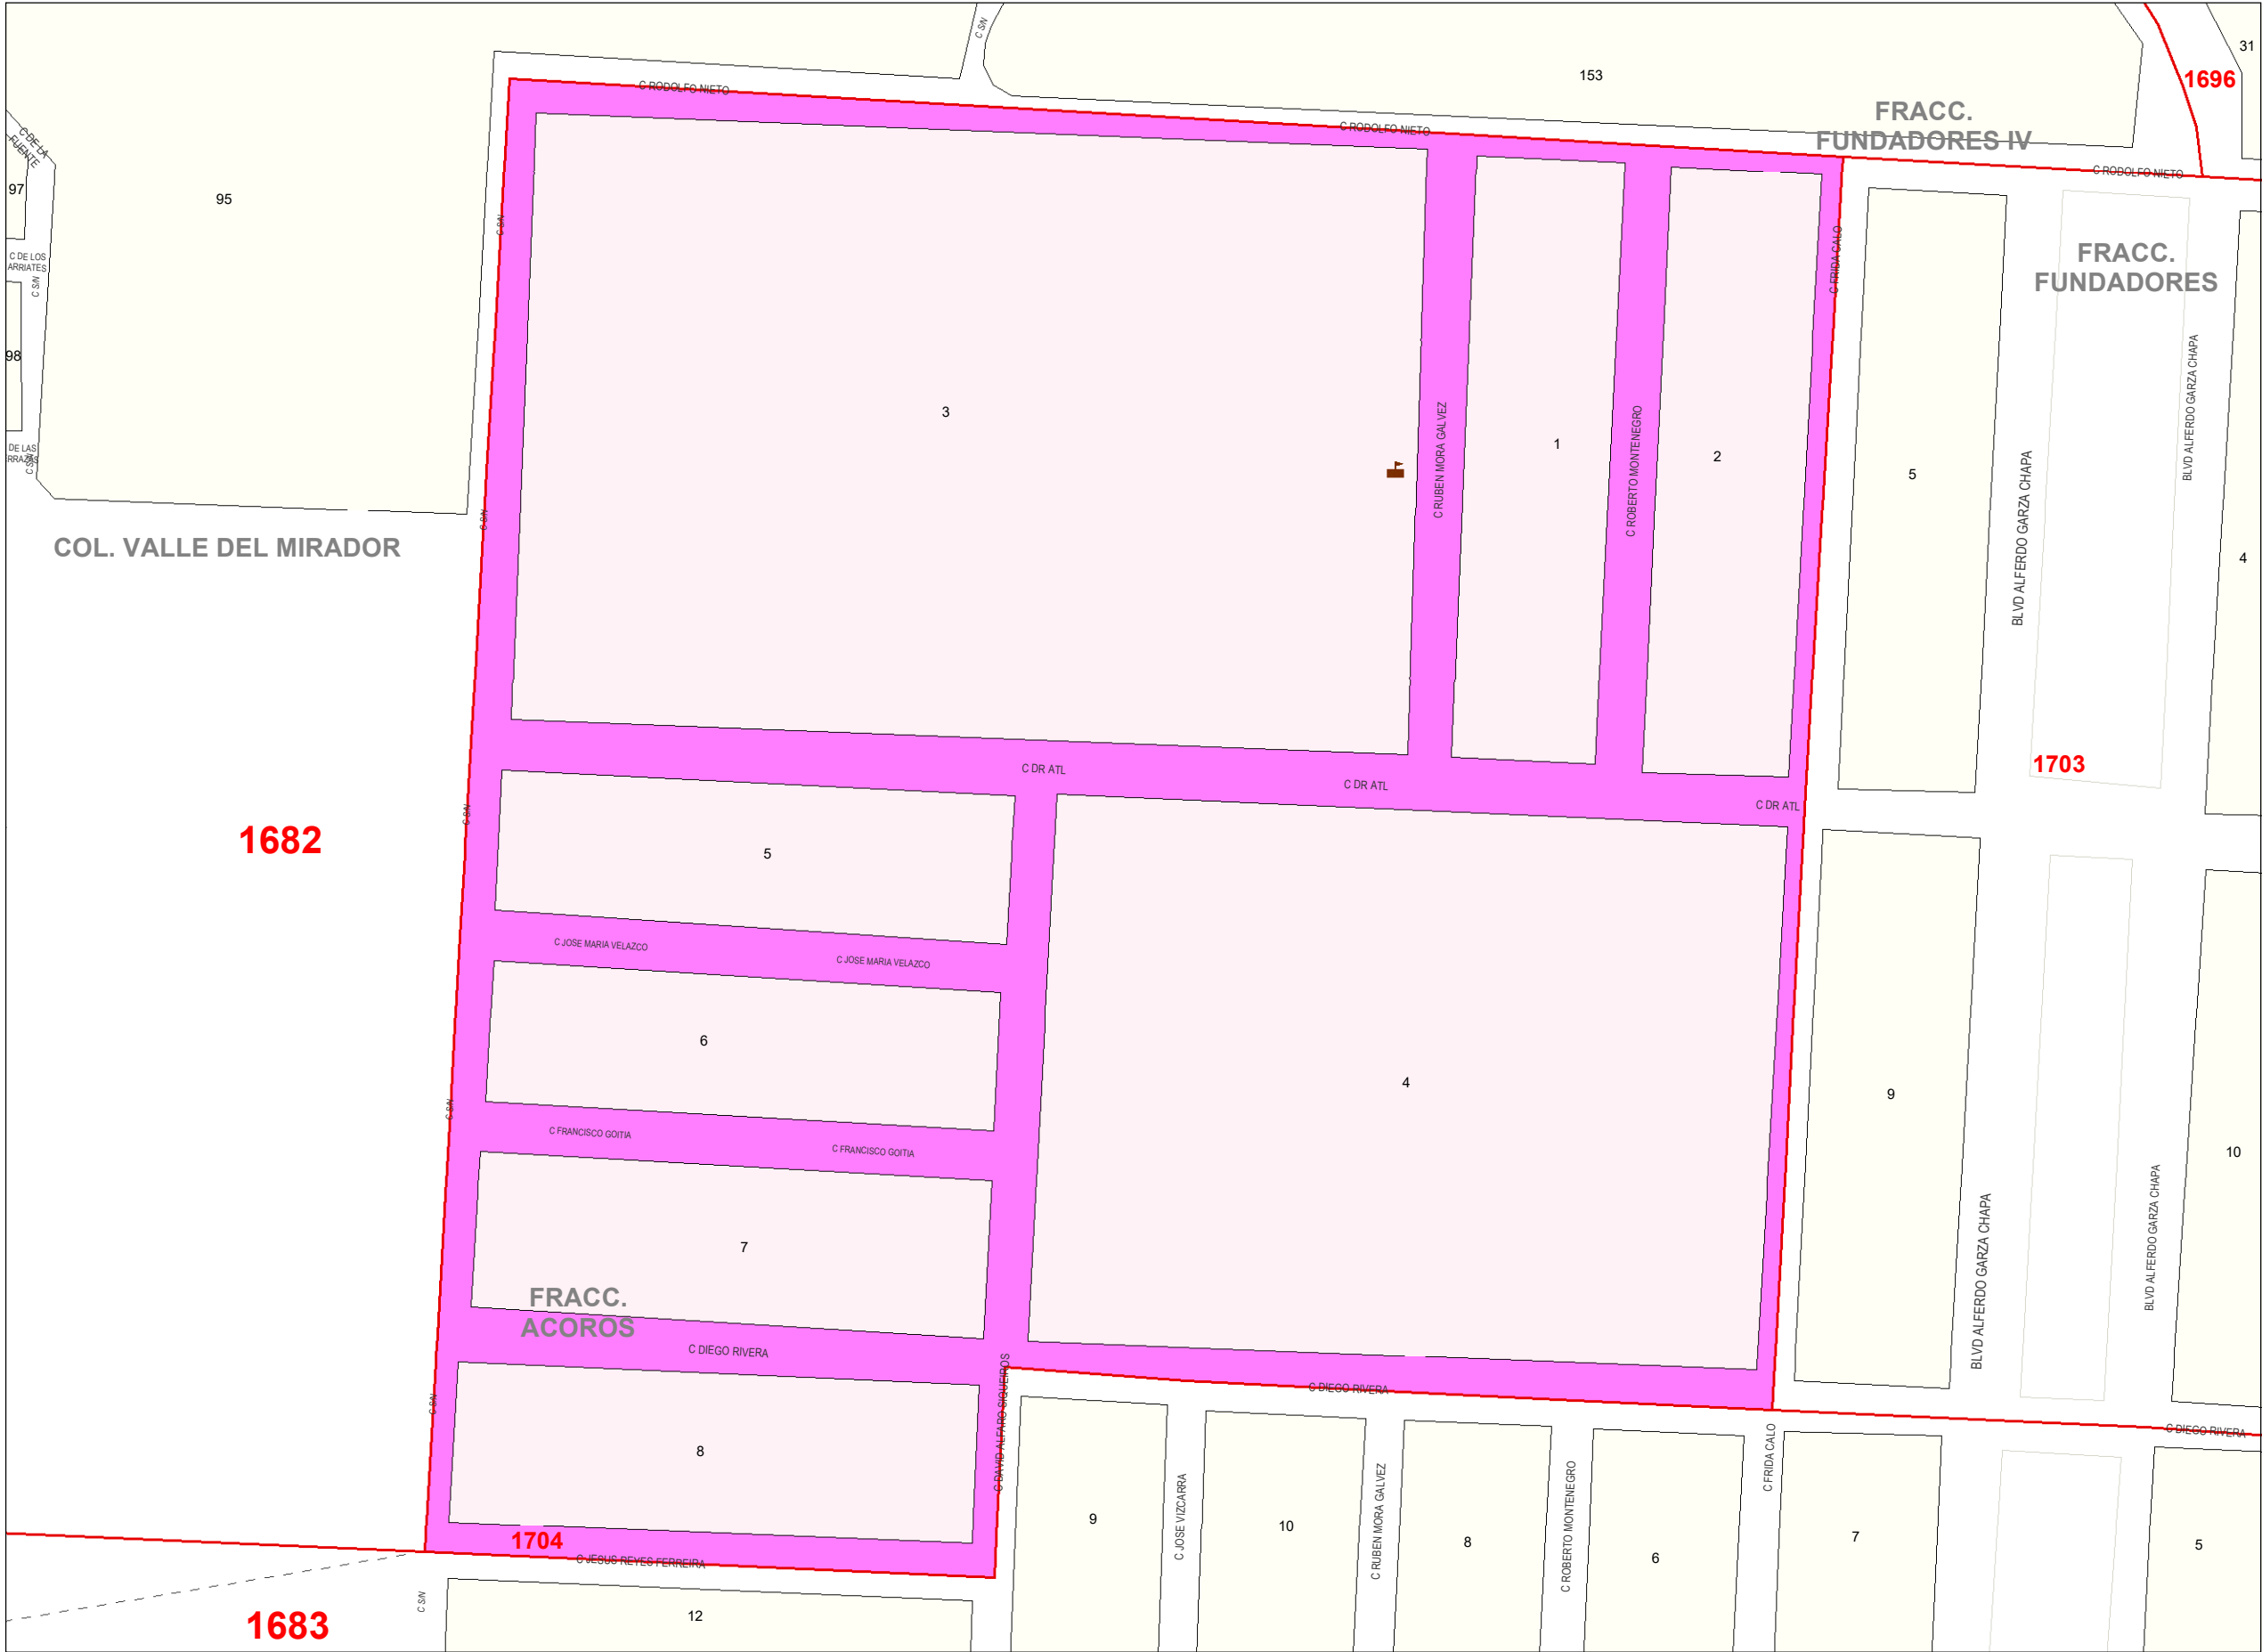 C S/N
31
153
1696
C RODOLFO NIETO
FRACC.
FUNDADORES IV
C RODOLFO NIETO
C RODOLFO NIETO
C DE LA
FUENTE
97
95
C S/N
C DE LOS
ARRIATES
C S/N
C FRIDA CALO
FRACC.
FUNDADORES
98
3
C RUBEN MORA GALVEZ
1
C ROBERTO MONTENEGRO
2
5
BLVD ALFERDO GARZA CHAPA
BLVD ALFERDO GARZA CHAPA
4
DE LAS
C S/N
C S/N
COL. VALLE DEL MIRADOR
1703
C DR ATL
C DR ATL
C DR ATL
C S/N
1682
5
C JOSE MARIA VELAZCO
C JOSE MARIA VELAZCO
6
4
9
10
C S/N
C FRANCISCO GOITIA
C FRANCISCO GOITIA
BLVD ALFERDO GARZA CHAPA
BLVD ALFERDO GARZA CHAPA
7
FRACC.
ACOROS
C DIEGO RIVERA
C DAVID ALFARO SIQUEIROS
C DIEGO RIVERA
C DIEGO RIVERA
C S/N
8
C FRIDA CALO
9
C JOSE VIZCARRA
10
C RUBEN MORA GALVEZ
8
C ROBERTO MONTENEGRO
6
7
5
1704
C JESUS REYES FERREIRA
C S/N
12
1683